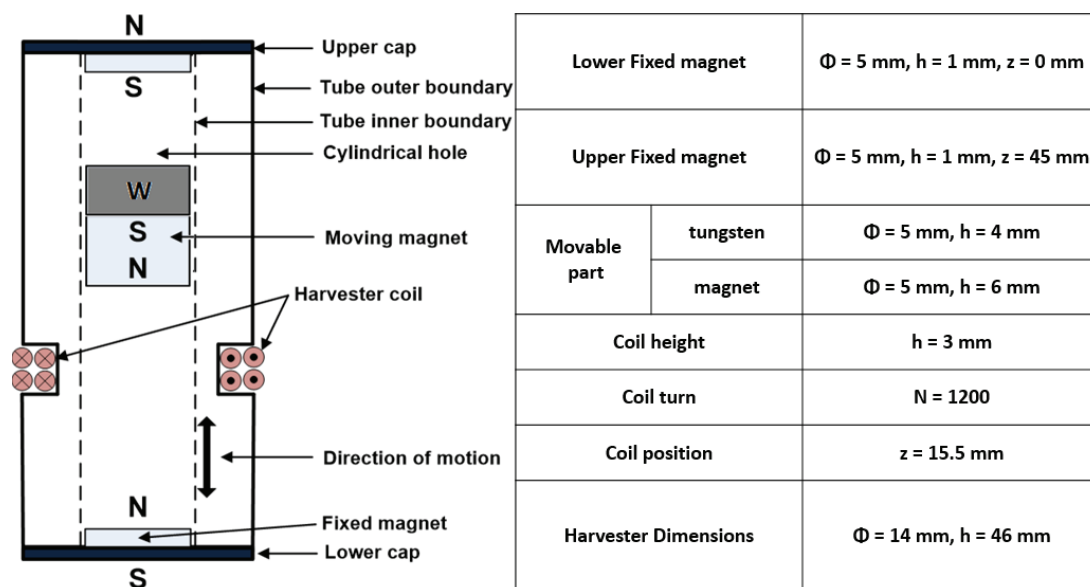 N
Upper cap
S
Tube outer boundary
Tube inner boundary
Cylindrical hole
W
S
Moving magnet
N
Harvester coil
Direction of motion
N
Fixed magnet
Lower cap
S
Lower Fixed magnet
Φ = 5 mm, h = 1 mm, z = 0 mm
Upper Fixed magnet
Φ = 5 mm, h = 1 mm, z = 45 mm
Movable
part
tungsten
Φ = 5 mm, h = 4 mm
magnet
Φ = 5 mm, h = 6 mm
Coil height
h = 3 mm
Coil turn
N = 1200
Coil position
z = 15.5 mm
Harvester Dimensions
Φ = 14 mm, h = 46 mm